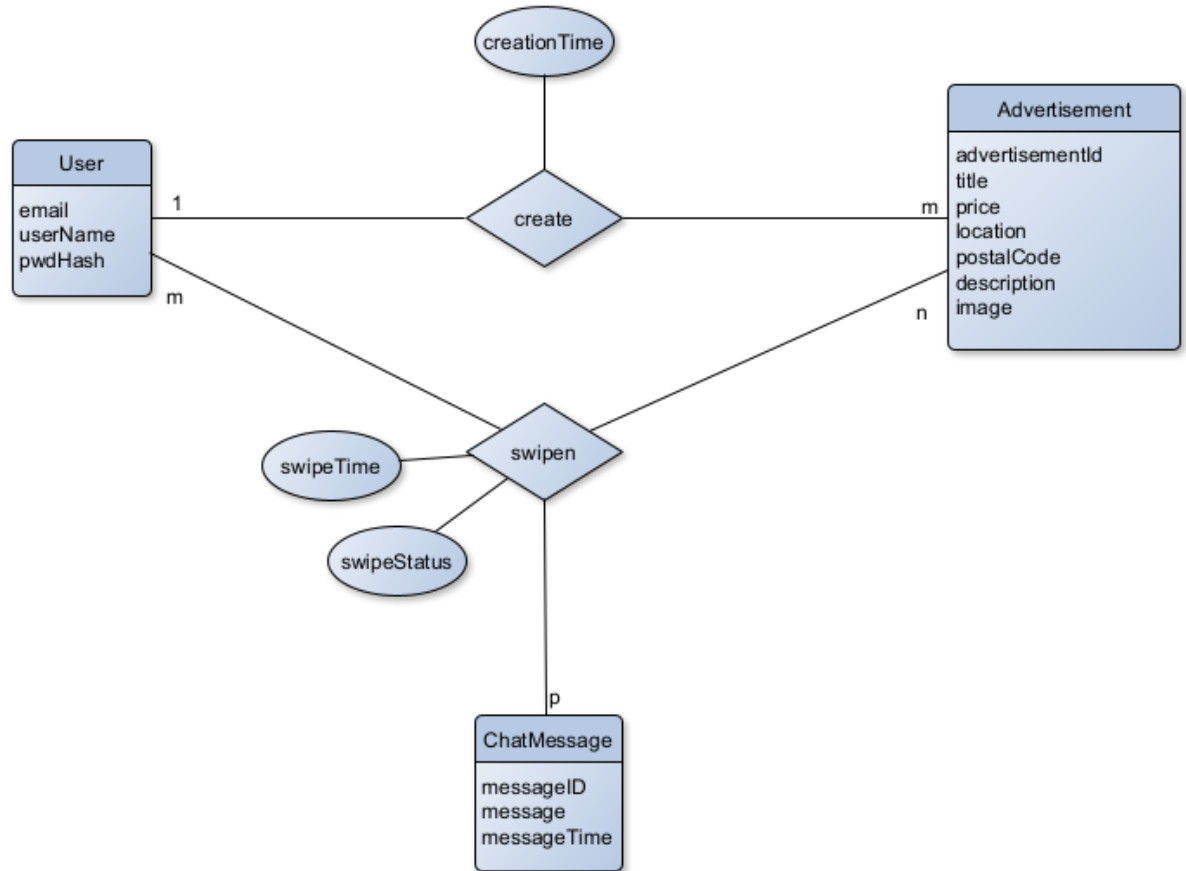 creationTime
Advertisement
advertisementId
title
price
location
postalCode
description
image
User
email
userName
pwdHash
1
create
m
m
n
swipen
swipeTime
swipeStatus
p
ChatMessage
messageID
message
messageTime